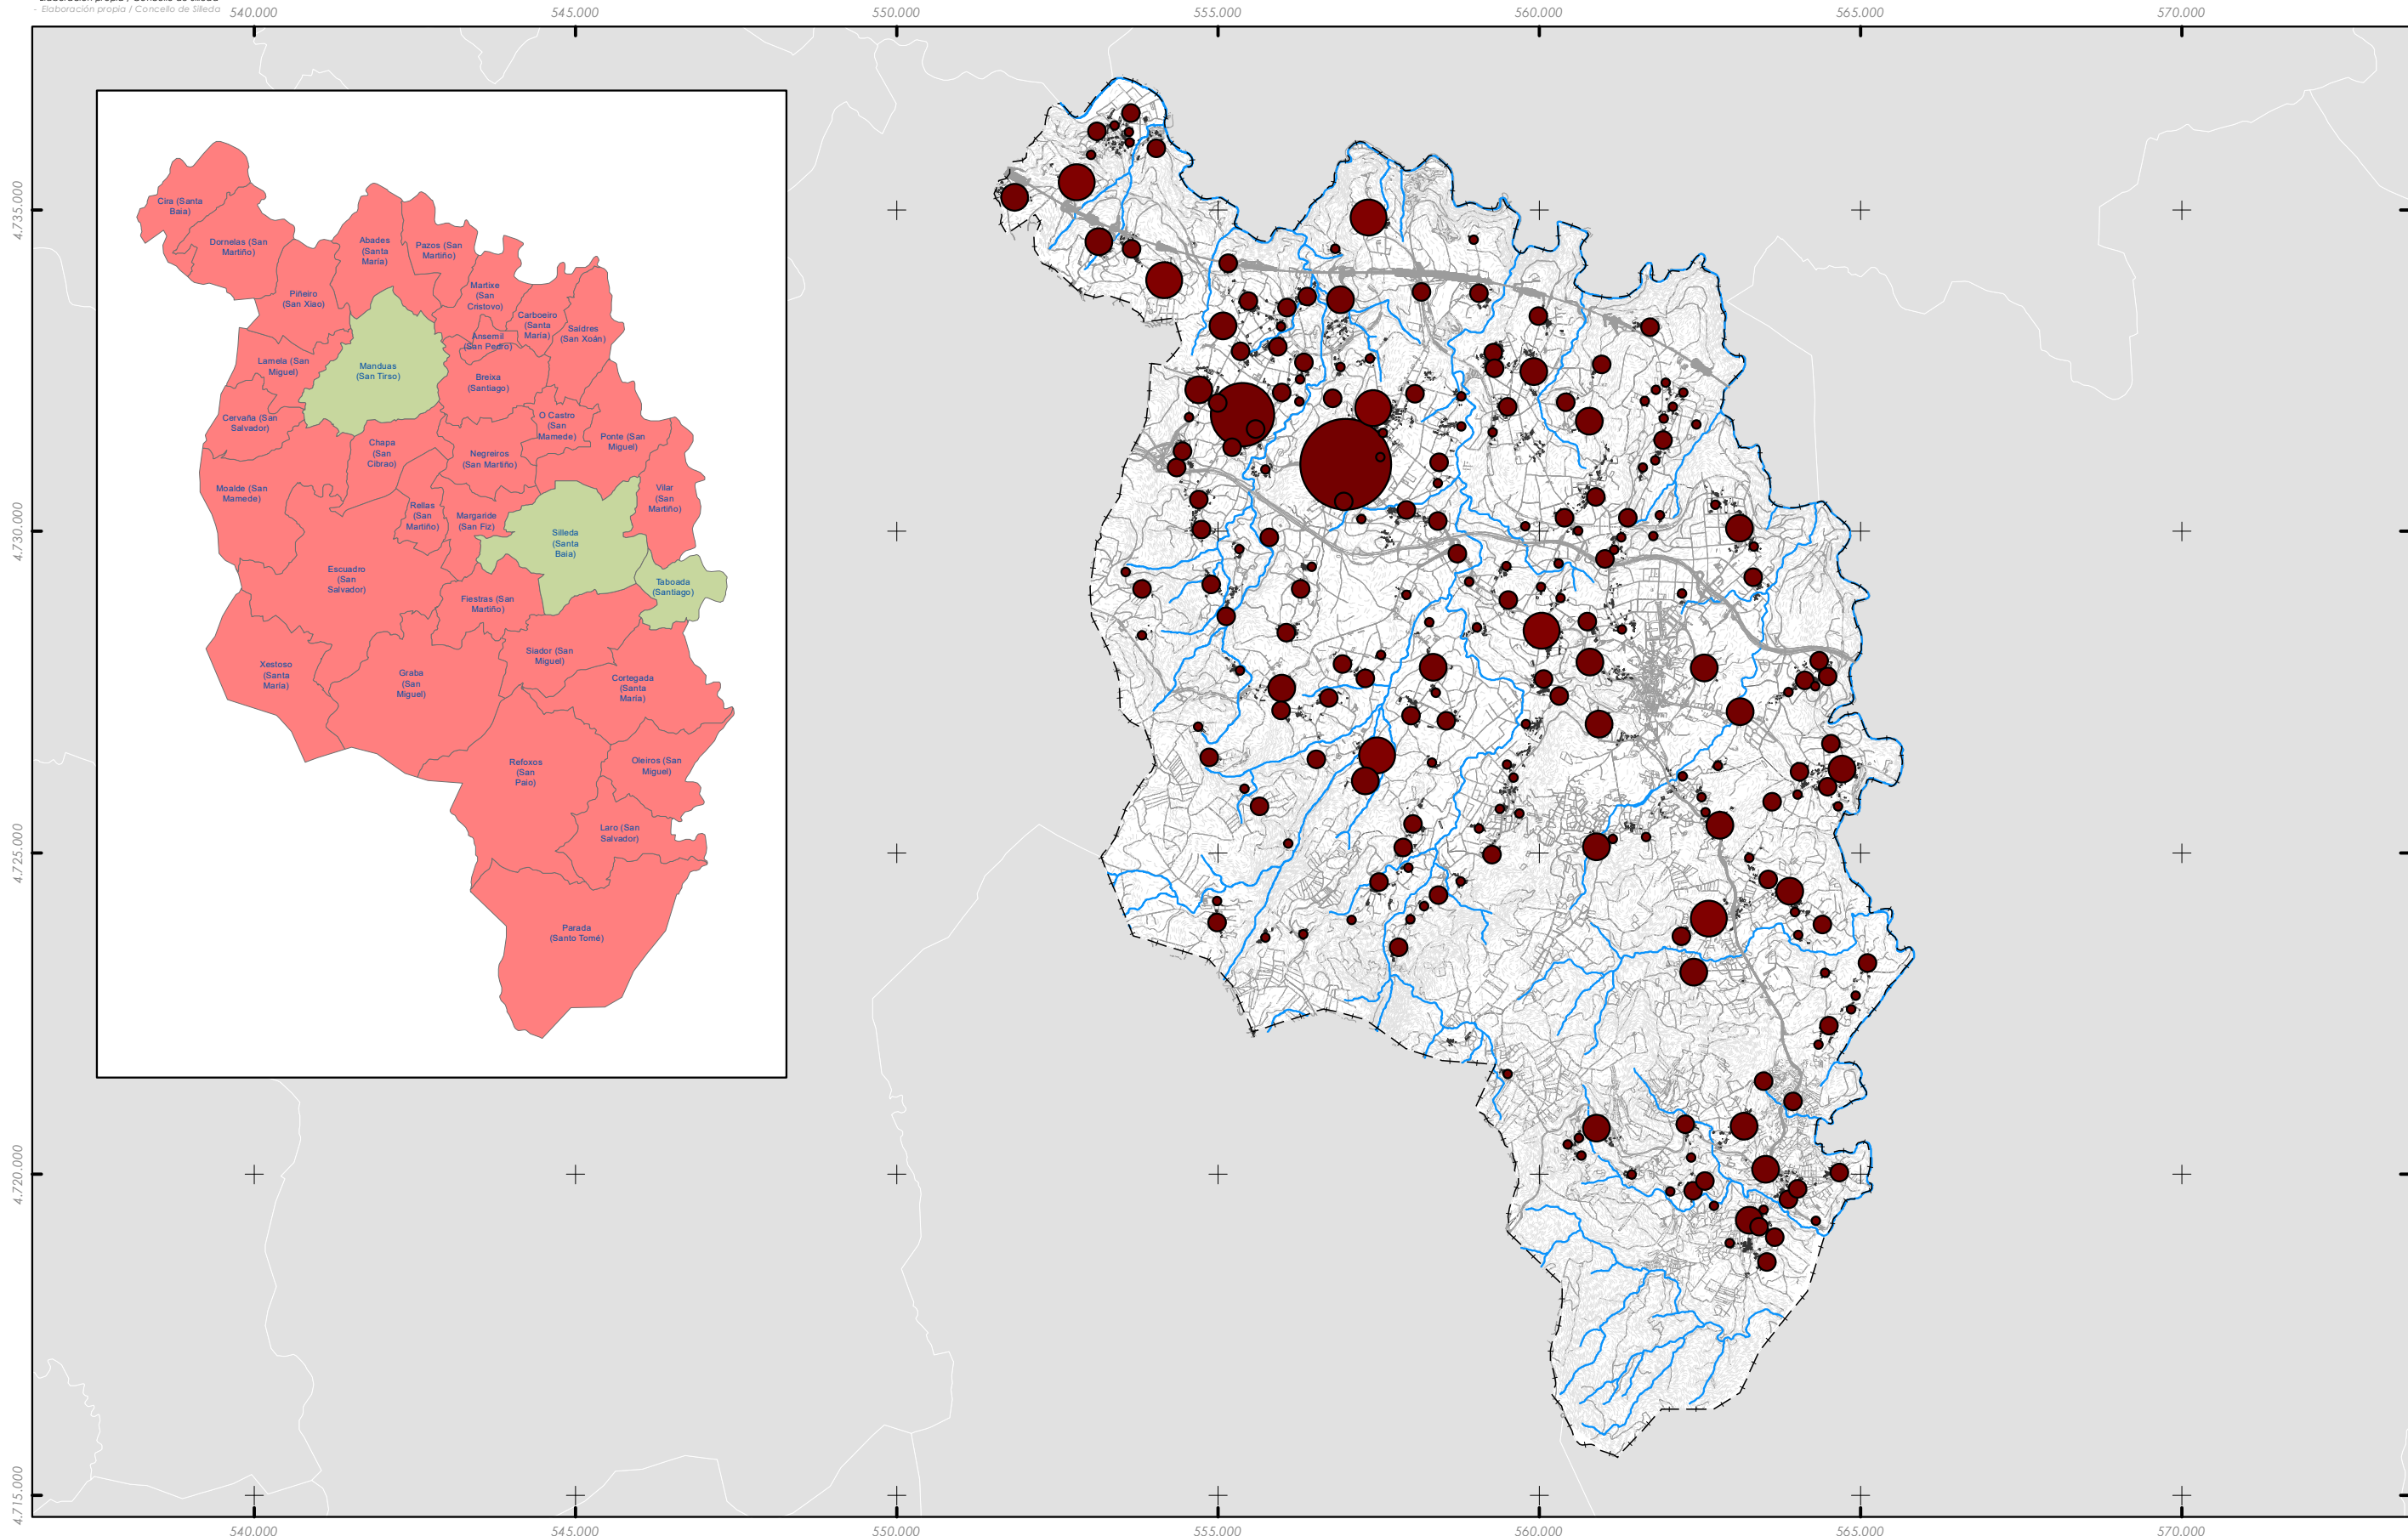 - Elaboración propia / Concello de Silleda
540.000
545.000
550.000
555.000
560.000
565.000
570.000
4.735.000
4.730.000
4.725.000
4.720.000
4.715.000
Cira (Santa
Baia)
Dornelas (San
Martiño)
Abades
(Santa
María)
Pazos (San
Martiño)
Piñeiro
(San Xiao)
Martixe
(San
Cristovo)
Carboeiro
(Santa
María)
Saídres
(San Xoán)
Ansemil
(San Pedro)
Lamela (San
Miguel)
Manduas
(San Tirso)
Breixa
(Santiago)
Cervaña (San
Salvador)
O Castro
(San
Mamede)
Ponte (San
Miguel)
Chapa
(San
Cibrao)
Negreiros
(San Martiño)
Moalde (San
Mamede)
Vilar
(San
Martiño)
Rellas
(San
Martiño)
Margaride
(San Fiz)
Silleda
(Santa
Baia)
Escuadro
(San
Salvador)
Taboada
(Santiago)
Fiestras (San
Martiño)
Siador (San
Miguel)
Xestoso
(Santa
María)
Graba
(San
Miguel)
Cortegada
(Santa
María)
Refoxos
(San
Paio)
Oleiros (San
Miguel)
Laro (San
Salvador)
Parada
(Santo Tomé)
540.000
545.000
550.000
555.000
560.000
565.000
570.000